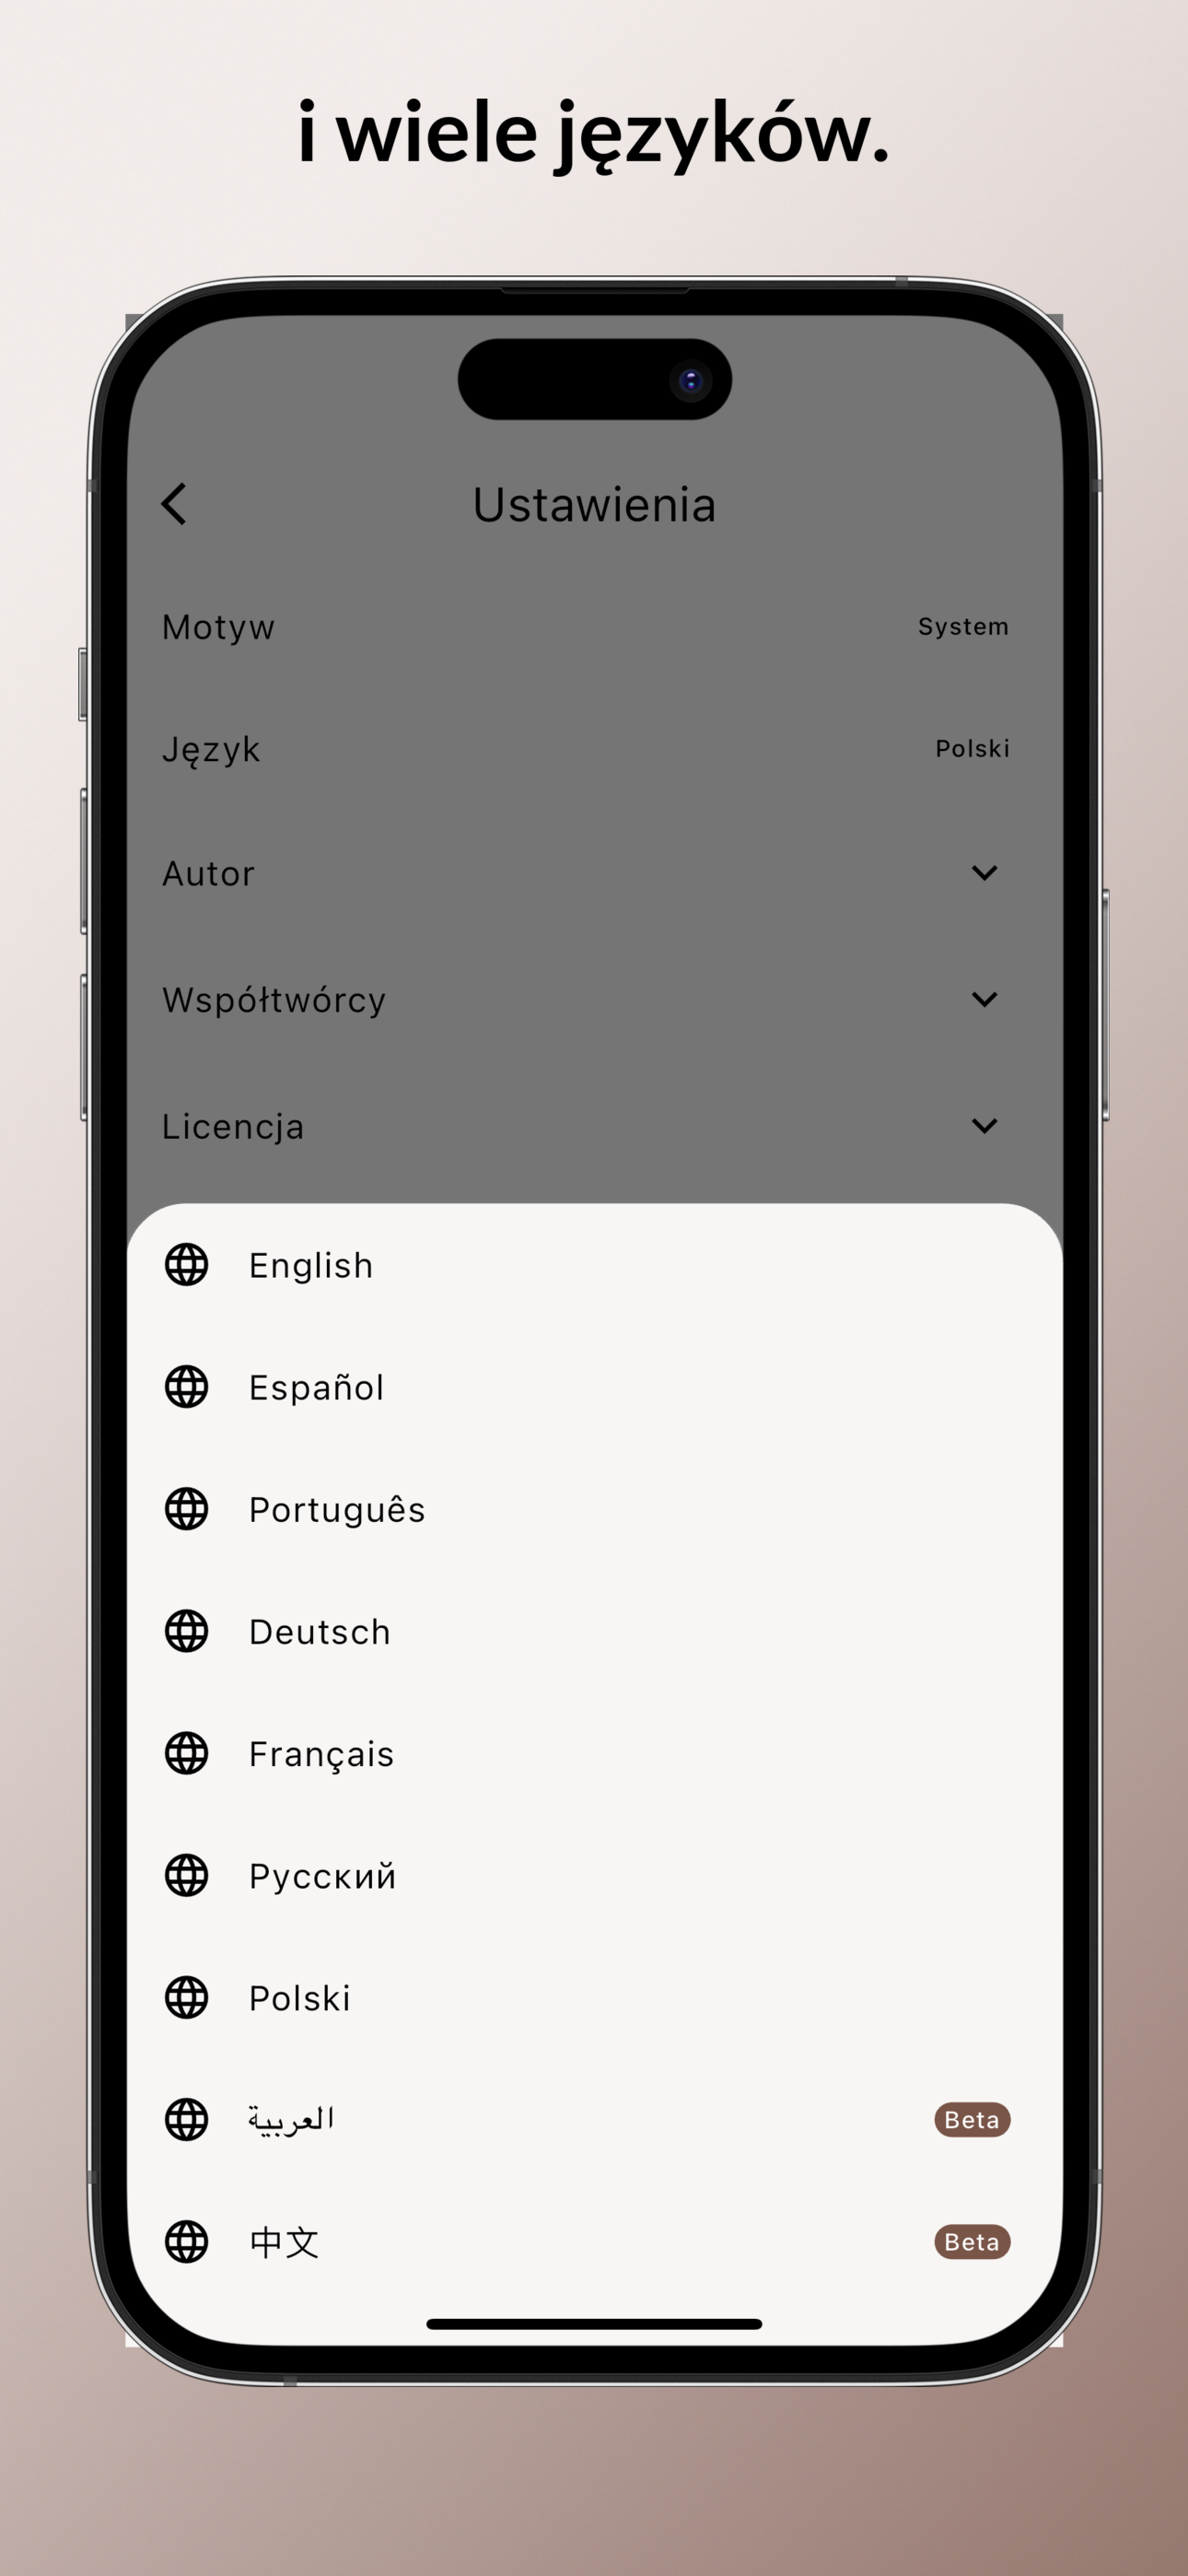 i wiele języków.
Ustawienia
Motyw System
Język Polski
Autor
Współtwórcy
Licencja
English
Español
Português
Deutsch
Français
Русский
Polski
العربية Beta
中文 Beta